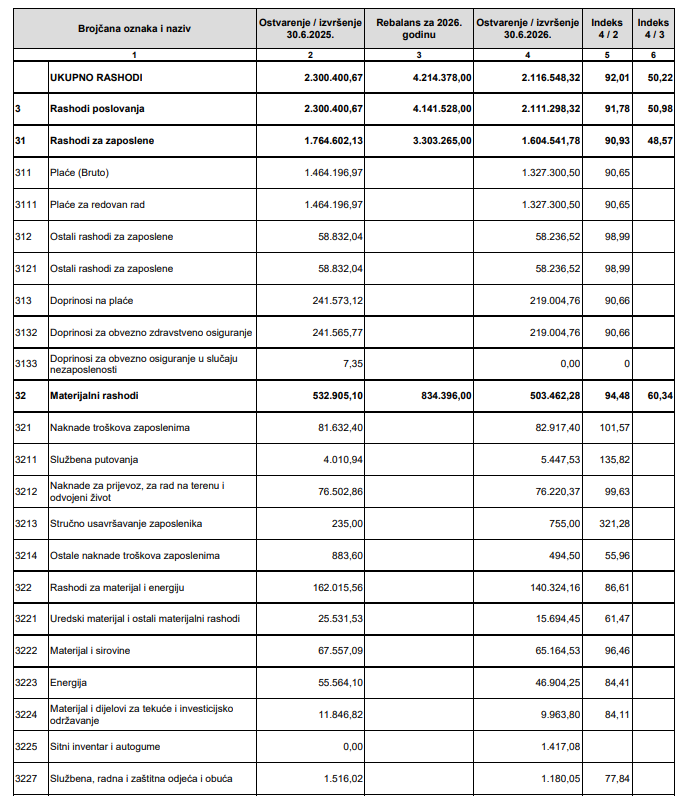 Brojčana oznaka i naziv Ostvarenje / izvršenje 30.6.2025. Rebalans za 2026. godinu Ostvarenje / izvršenje 30.6.2026. Indeks 4 / 2 Indeks 4 / 3
1 2 3 4 5 6
UKUPNO RASHODI 2.300.400,67 4.214.378,00 2.116.548,32 92,01 50,22
3 Rashodi poslovanja 2.300.400,67 4.141.528,00 2.111.298,32 91,78 50,98
31 Rashodi za zaposlene 1.764.602,13 3.303.265,00 1.604.541,78 90,93 48,57
311 Plaće (Bruto) 1.464.196,97 1.327.300,50 90,65
3111 Plaće za redovan rad 1.464.196,97 1.327.300,50 90,65
312 Ostali rashodi za zaposlene 58.832,04 58.236,52 98,99
3121 Ostali rashodi za zaposlene 58.832,04 58.236,52 98,99
313 Doprinosi na plaće 241.573,12 219.004,76 90,66
3132 Doprinosi za obvezno zdravstveno osiguranje 241.565,77 219.004,76 90,66
3133 Doprinosi za obvezno osiguranje u slučaju nezaposlenosti 7,35 0,00 0
32 Materijalni rashodi 532.905,10 834.396,00 503.462,28 94,48 60,34
321 Naknade troškova zaposlenima 81.632,40 82.917,40 101,57
3211 Službena putovanja 4.010,94 5.447,53 135,82
3212 Naknade za prijevoz, za rad na terenu i odvojeni život 76.502,86 76.220,37 99,63
3213 Stručno usavršavanje zaposlenika 235,00 755,00 321,28
3214 Ostale naknade troškova zaposlenima 883,60 494,50 55,96
322 Rashodi za materijal i energiju 162.015,56 140.324,16 86,61
3221 Uredski materijal i ostali materijalni rashodi 25.531,53 15.694,45 61,47
3222 Materijal i sirovine 67.557,09 65.164,53 96,46
3223 Energija 55.564,10 46.904,25 84,41
3224 Materijal i dijelovi za tekuće i investicijsko održavanje 11.846,82 9.963,80 84,11
3225 Sitni inventar i autogume 0,00 1.417,08
3227 Službena, radna i zaštitna odjeća i obuća 1.516,02 1.180,05 77,84